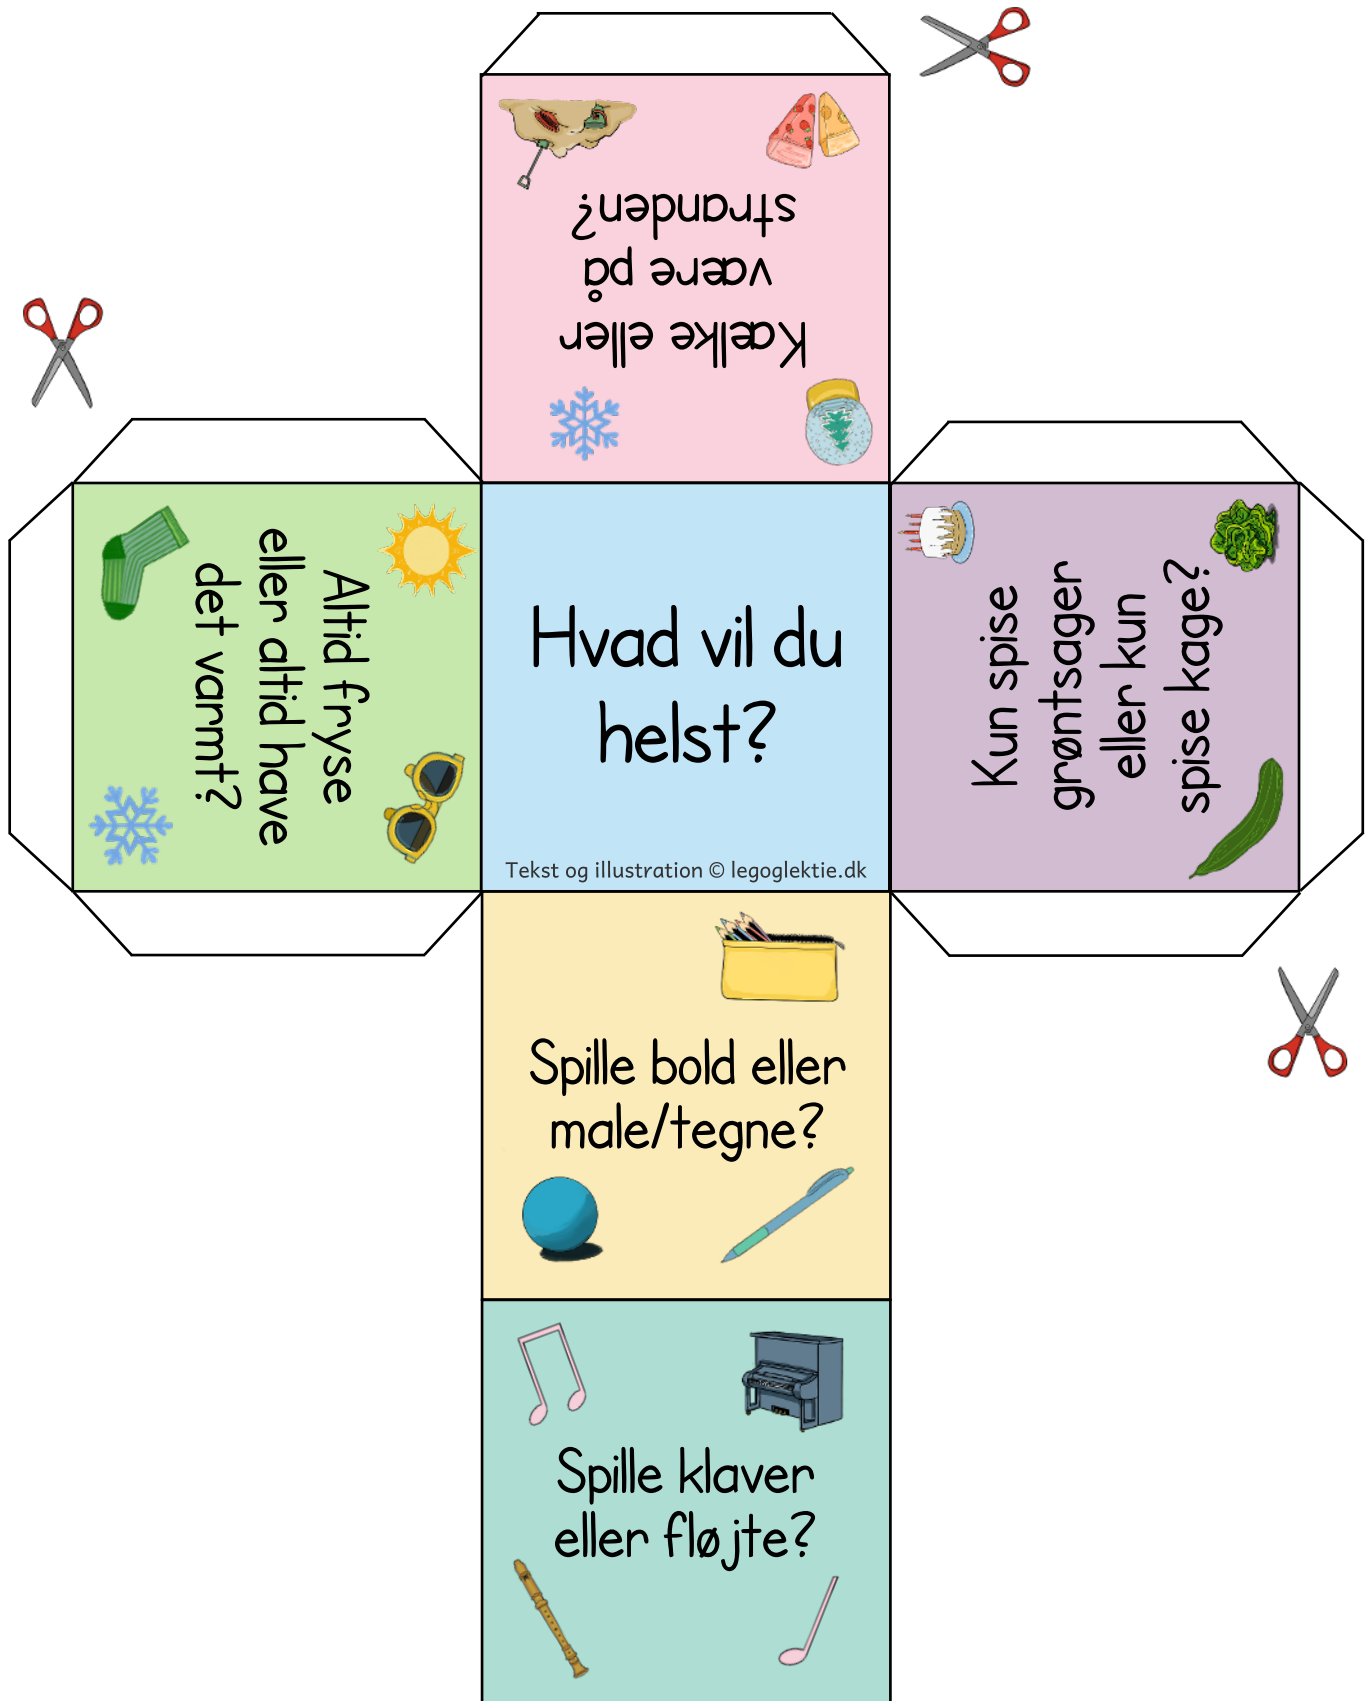 Kælke eller
være på
stranden?
Altid fryse
eller altid have
det varmt?
Hvad vil du
helst?
Tekst og illustration © legoglektie.dk
Kun spise
grøntsager
eller kun
spise kage?
Spille bold eller
male/tegne?
Spille klaver
eller fløjte?